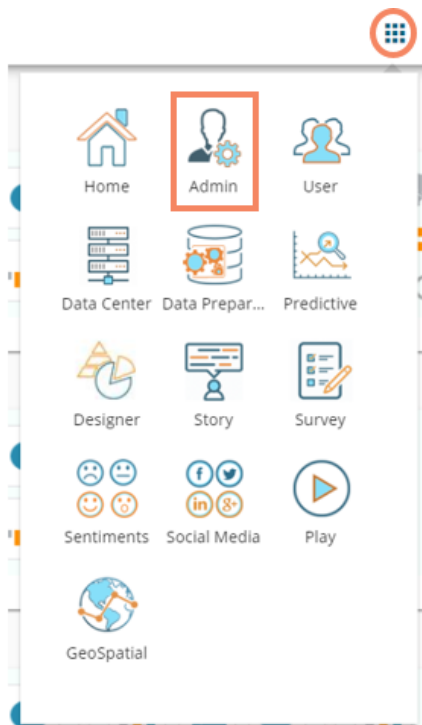 Home Admin User
Data Center Data Prepar... Predictive
Designer Story Survey
Sentiments Social Media Play
GeoSpatial